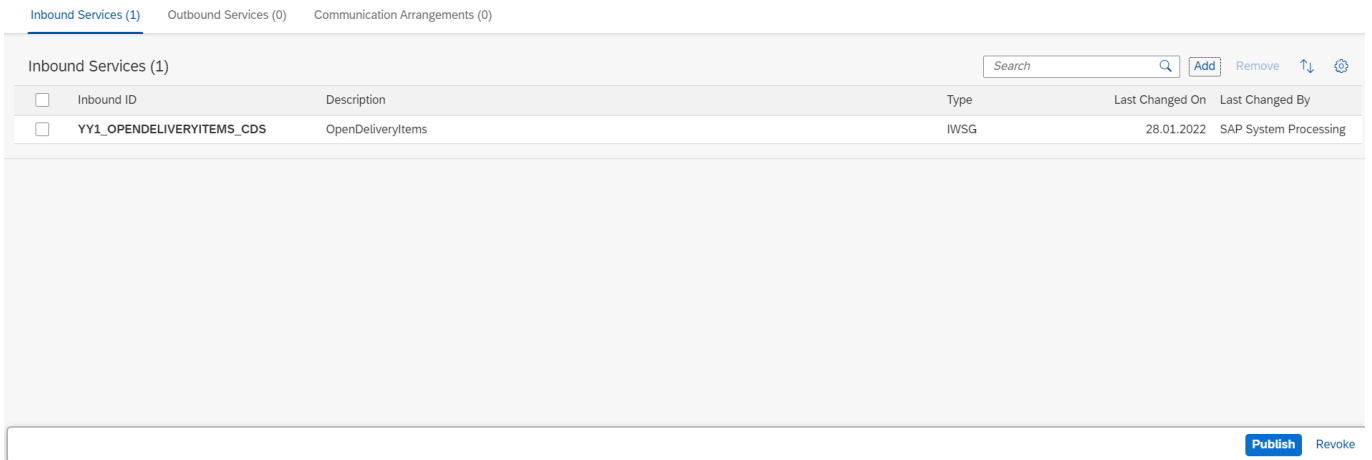 Inbound Services (1) Outbound Services (0) Communication Arrangements (0)
Inbound Services (1) Search Add Remove
Inbound ID Description Type Last Changed On Last Changed By
YY1_OPENDELIVERYITEMS_CDS OpenDeliveryItems IWSG 28.01.2022 SAP System Processing
Publish Revoke